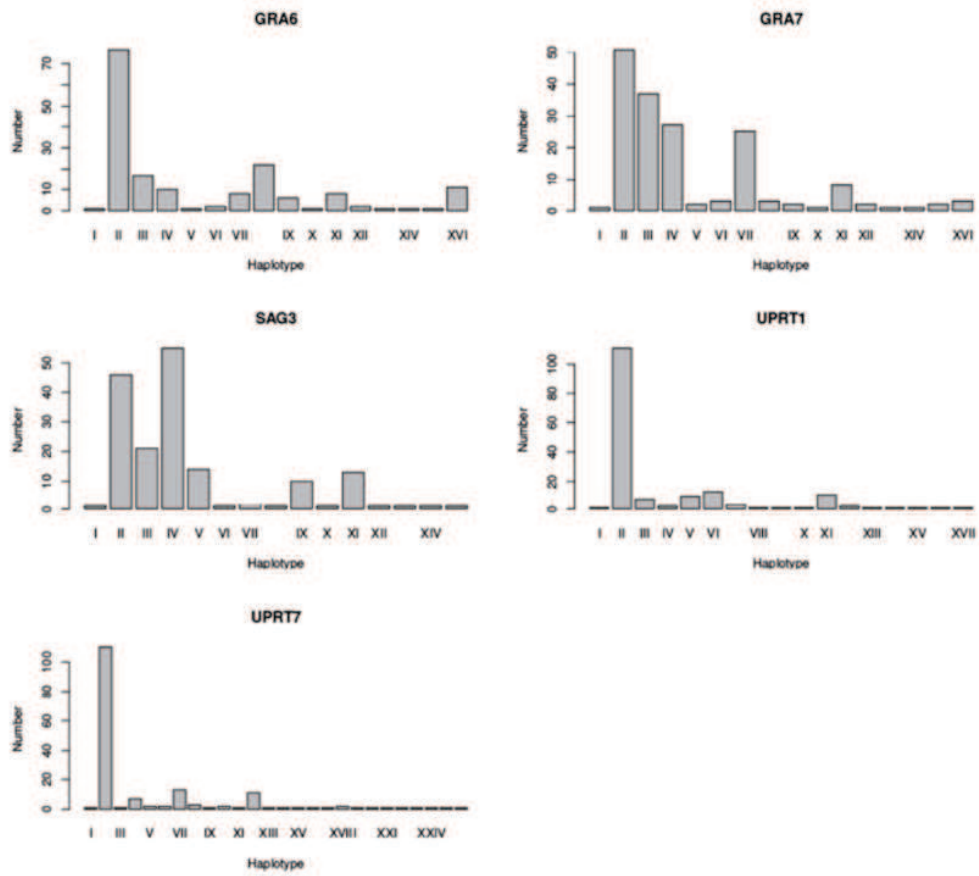 GRA6
Number
0 10 30 50 70
I II III IV V VI VII IX X XI XII XIV XVI
Haplotype
GRA7
Number
0 10 20 30 40 50
I II III IV V VI VII IX X XI XII XIV XVI
Haplotype
SAG3
Number
0 10 20 30 40 50
I II III IV V VI VII IX X XI XII XIV
Haplotype
UPRT1
Number
0 20 40 60 80 100
I II III IV V VI VIII X XI XIII XV XVII
Haplotype
UPRT7
Number
0 20 40 60 80 100
I III V VII IX XI XIII XV XVIII XXI XXIV
Haplotype